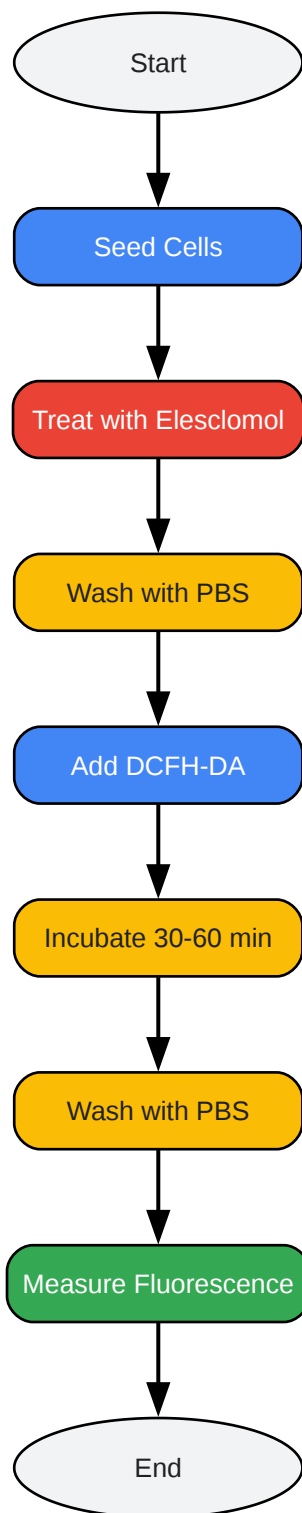 Start
Seed Cells
Treat with Elesclomol
Wash with PBS
Add DCFH-DA
Incubate 30-60 min
Wash with PBS
Measure Fluorescence
End